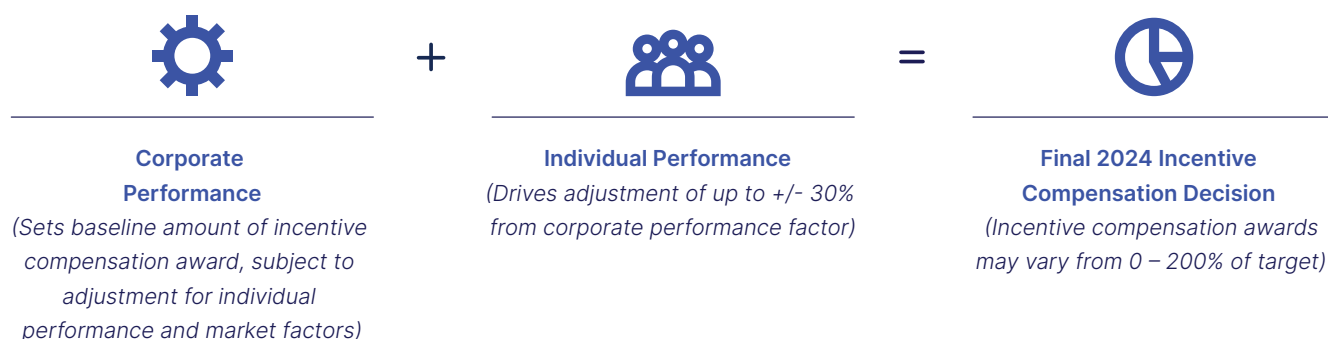 +
=
Corporate
Performance
(Sets baseline amount of incentive
compensation award, subject to
adjustment for individual
performance and market factors)
Individual Performance
(Drives adjustment of up to +/- 30%
from corporate performance factor)
Final 2024 Incentive
Compensation Decision
(Incentive compensation awards
may vary from 0 – 200% of target)